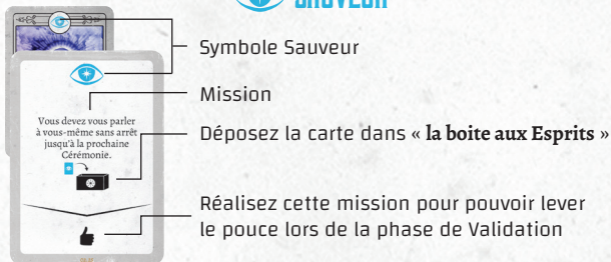 SAUVEUR
Symbole Sauveur
Mission
Vous devez vous parler
à vous-même sans arrêt
jusqu'à la prochaine
Cérémonie.
Déposez la carte dans « la boite aux Esprits »
Réalisez cette mission pour pouvoir lever
le pouce lors de la phase de Validation